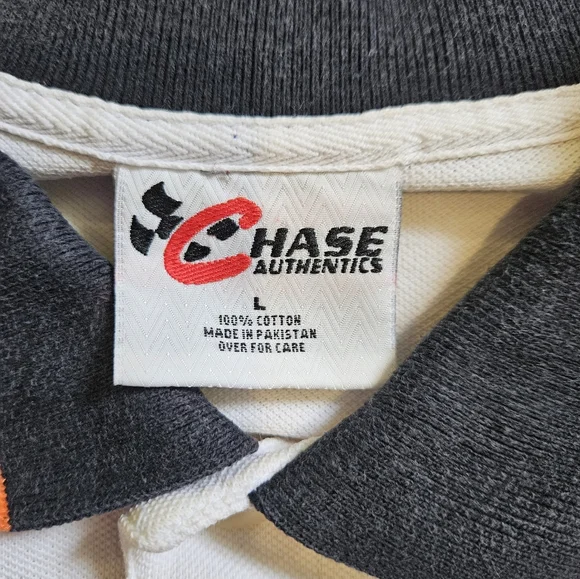 CHASE
AUTHENTICS
L
100% COTTON
MADE IN PAKISTAN
OVER FOR CARE